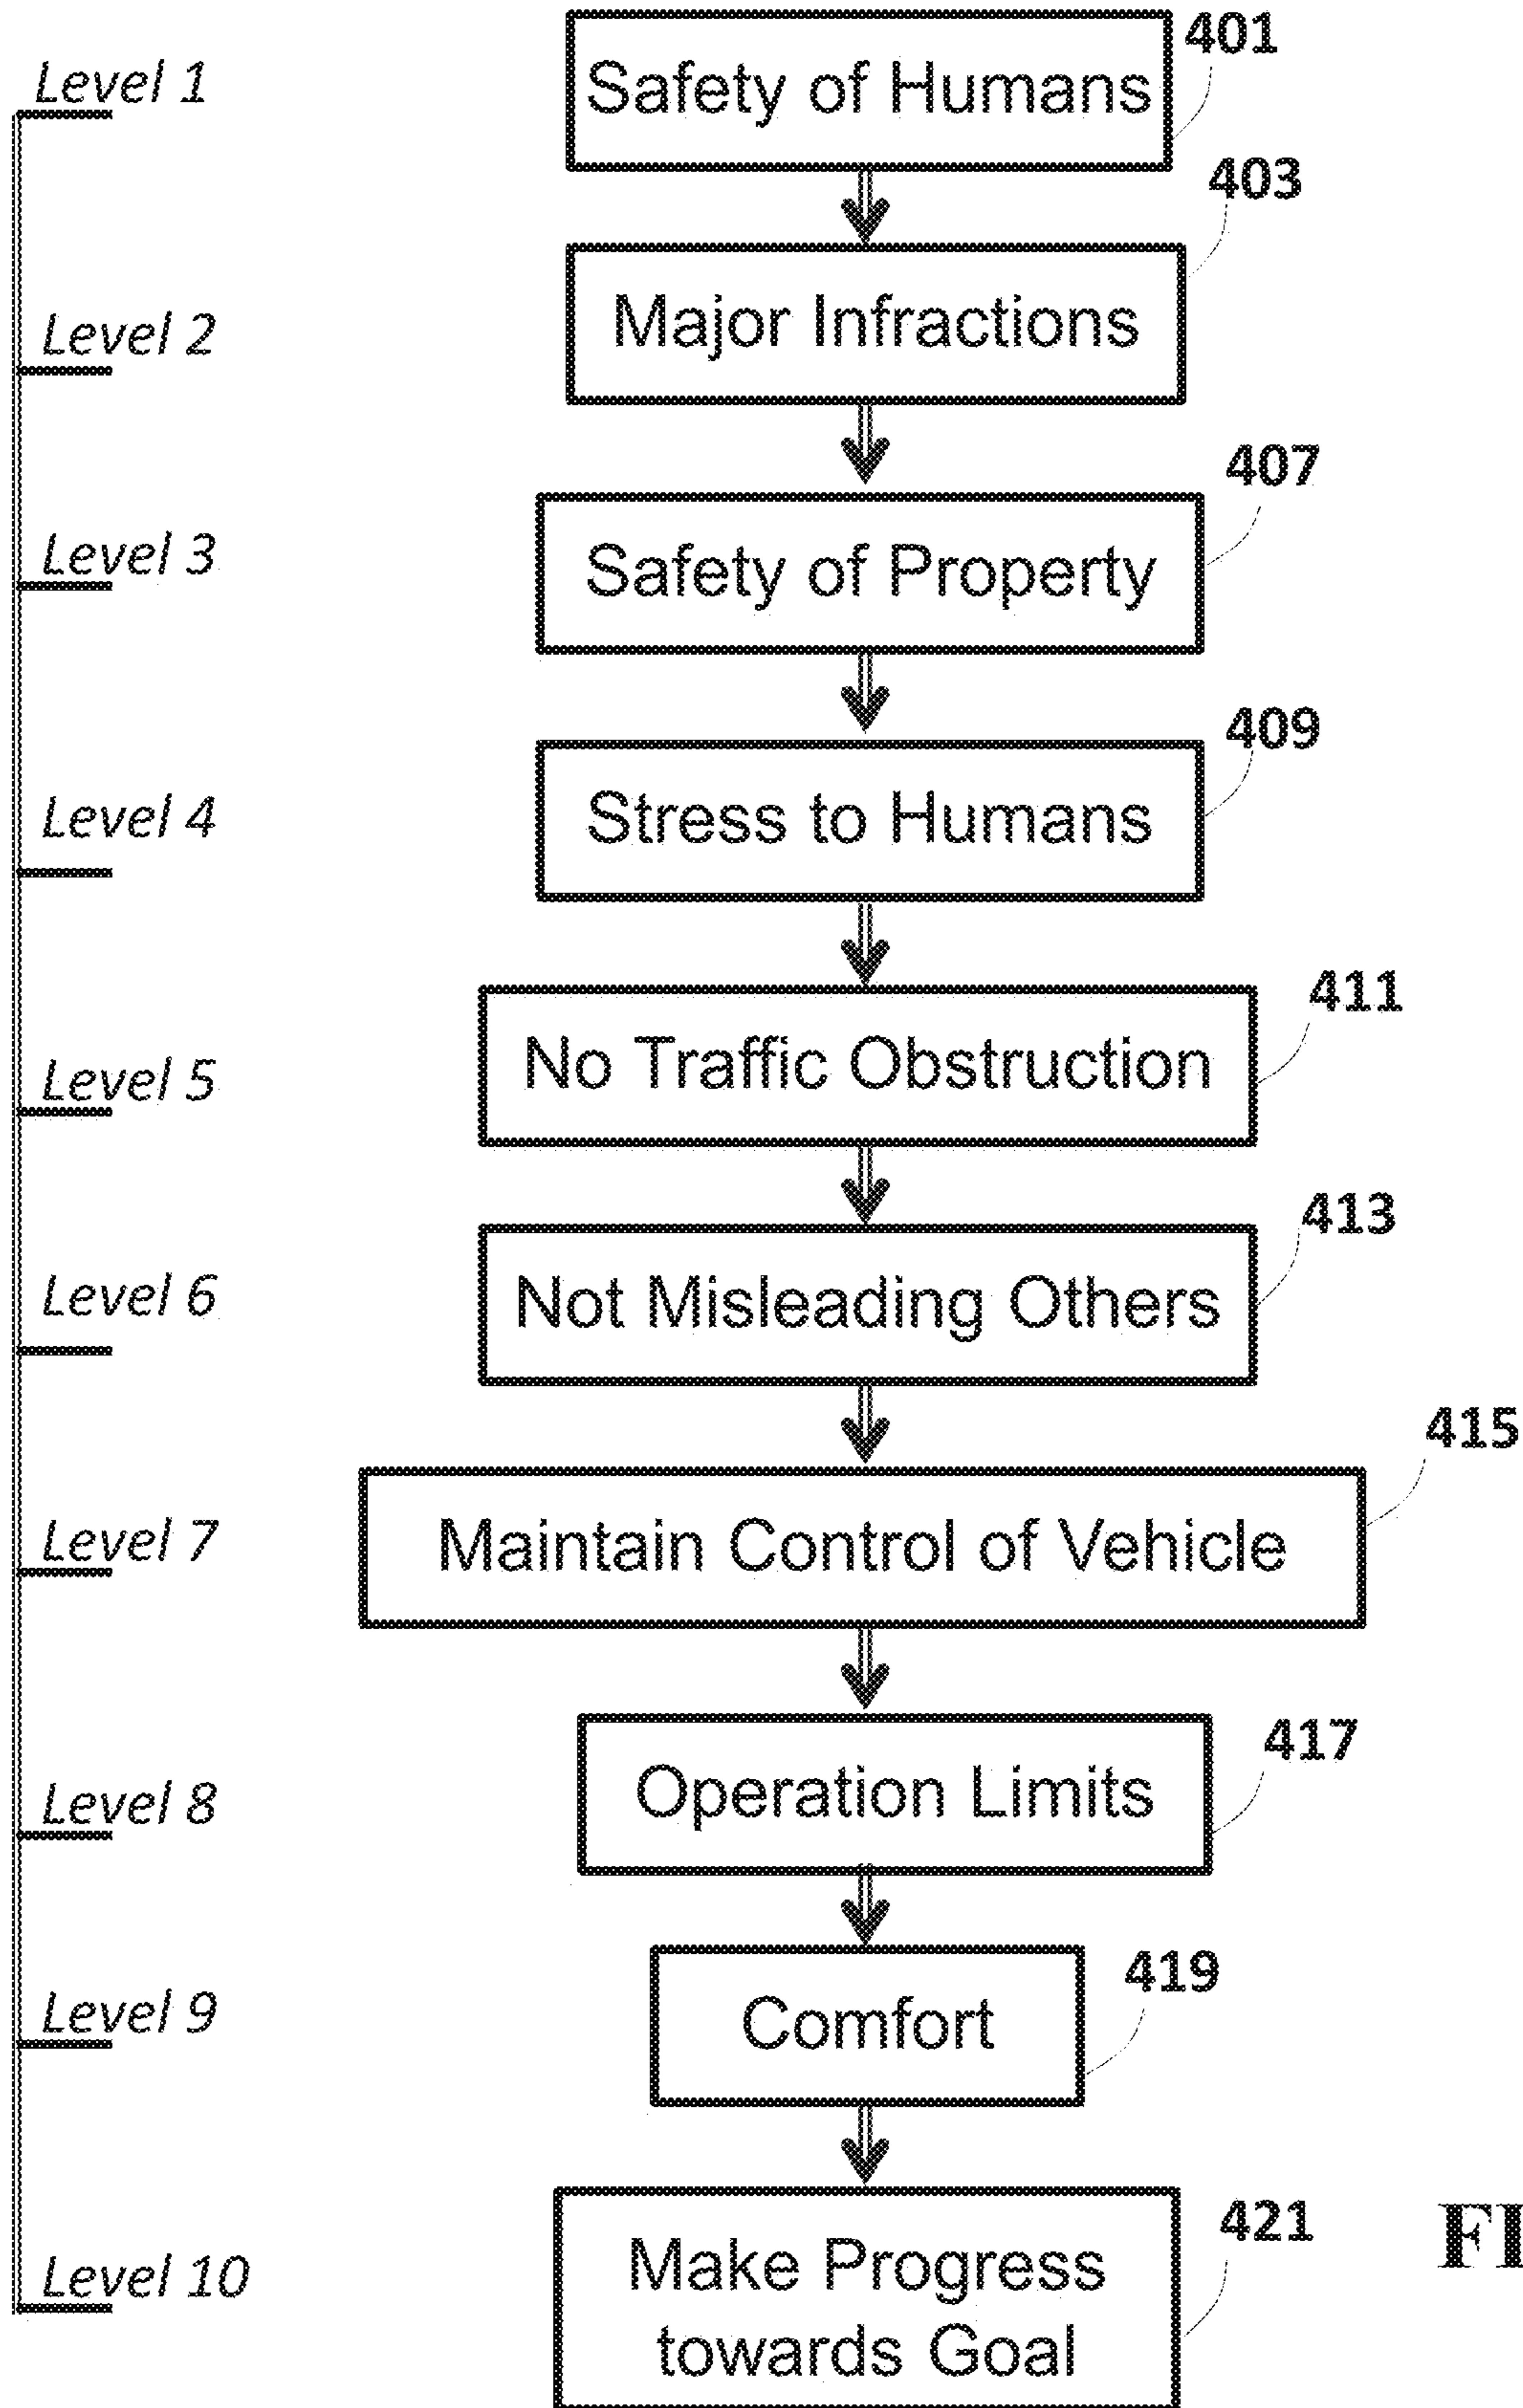 401
Level 1
Safety of Humans
403
Level 2
Major Infractions
407
Level 3
Safety of Property
409
Level 4
Stress to Humans
411
Level 5
No Traffic Obstruction
413
Level 6
Not Misleading Others
415
Level 7
Maintain Control of Vehicle
417
Level 8
Operation Limits
419
Level 9
Comfort
421
FI
Level 10
Make Progress
towards Goal